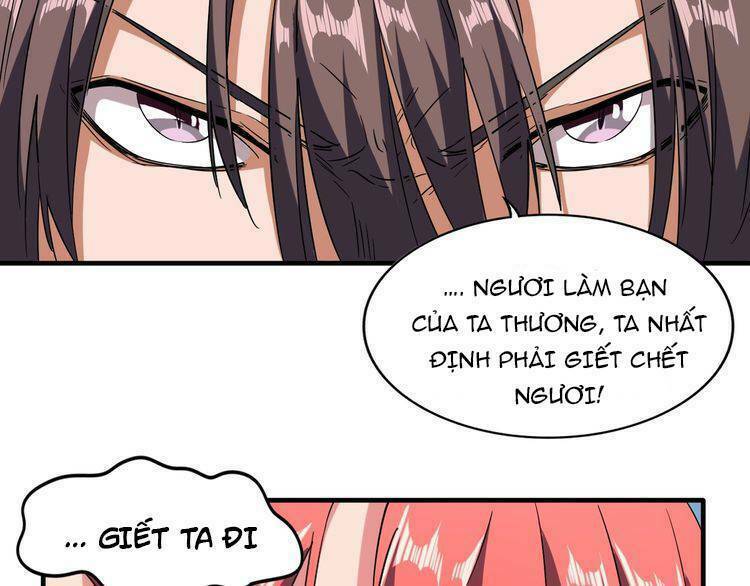 .... NGƯƠI LÀM BẠN
CỦA TA THƯƠNG, TA NHẤT
ĐỊNH PHẢI GIẾT CHẾT
NGƯƠI!
... GIẾT TA ĐI